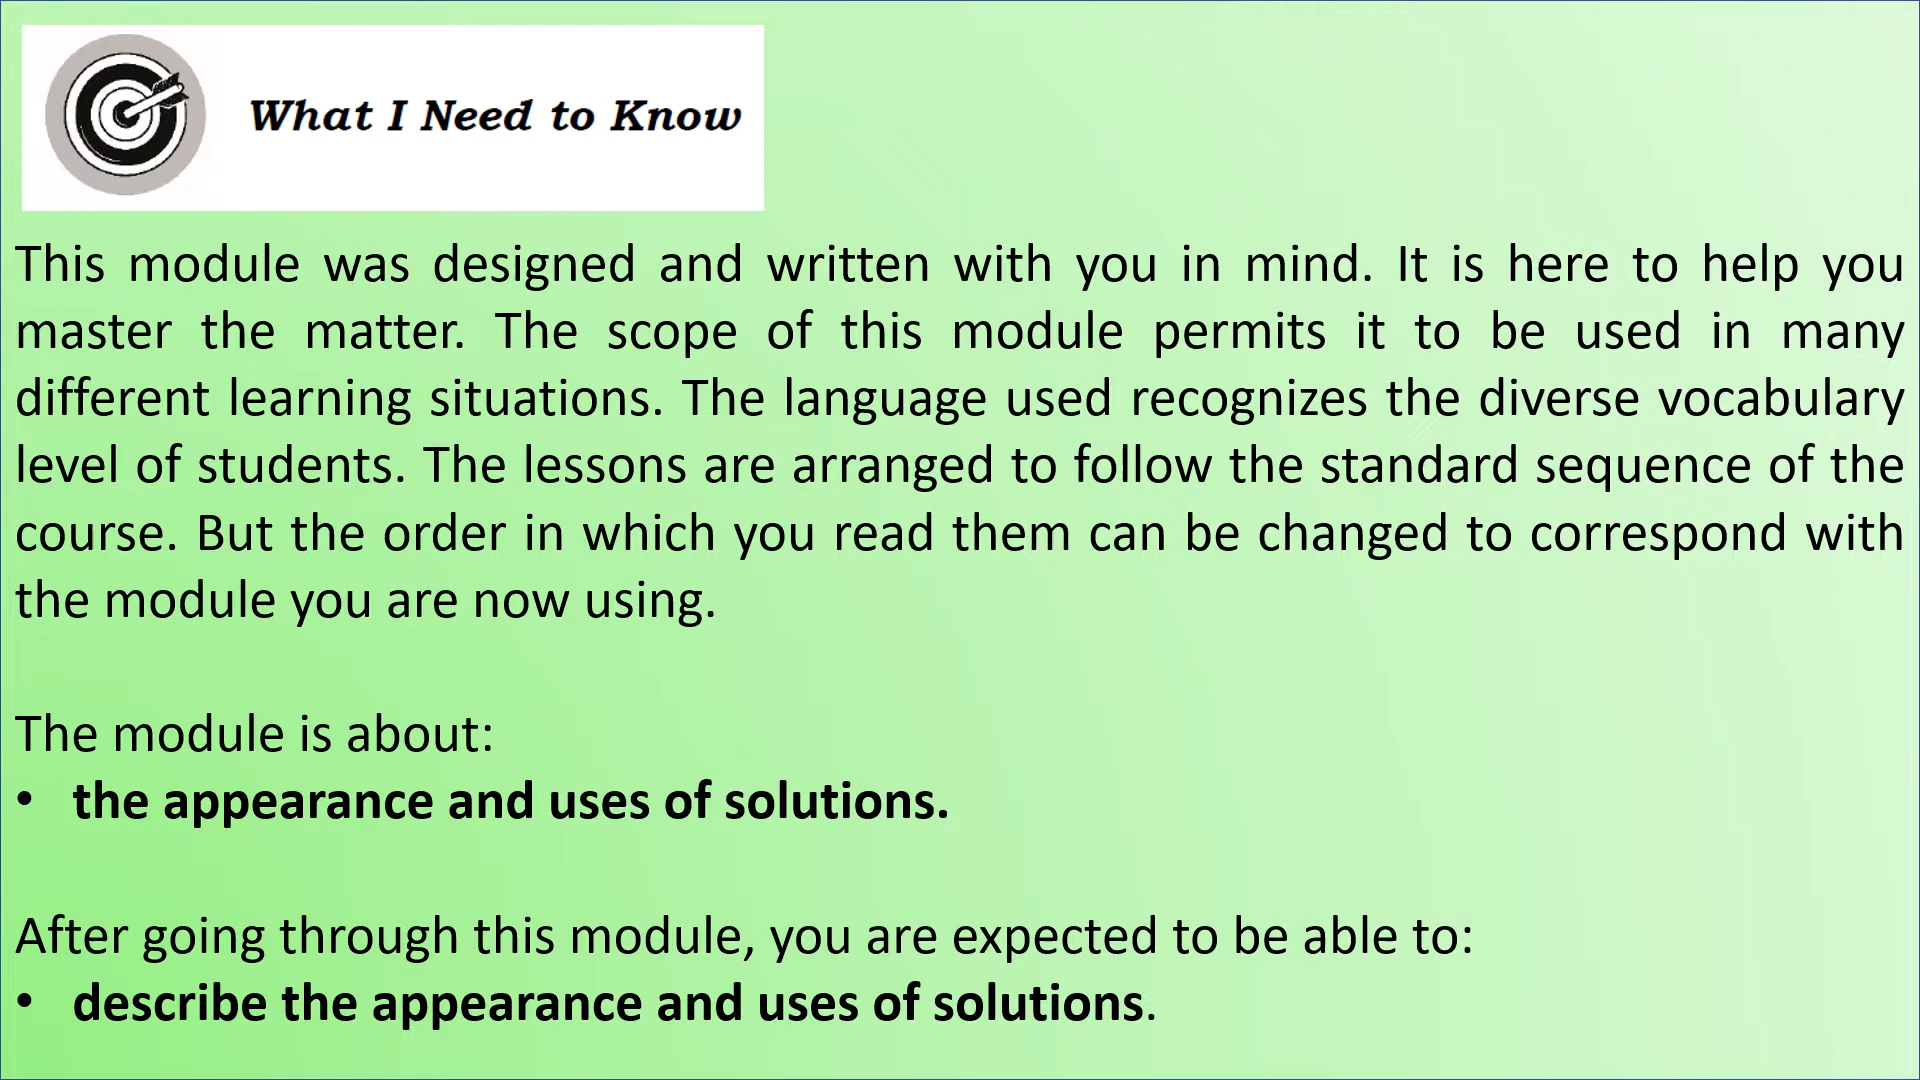 What I Need to Know
This module was designed and written with you in mind. It is here to help you
master the matter. The scope of this module permits it to be used in many
different learning situations. The language used recognizes the diverse vocabulary
level of students. The lessons are arranged to follow the standard sequence of the
course. But the order in which you read them can be changed to correspond with
the module you are now using.
The module is about:
• the appearance and uses of solutions.
After going through this module, you are expected to be able to:
• describe the appearance and uses of solutions.